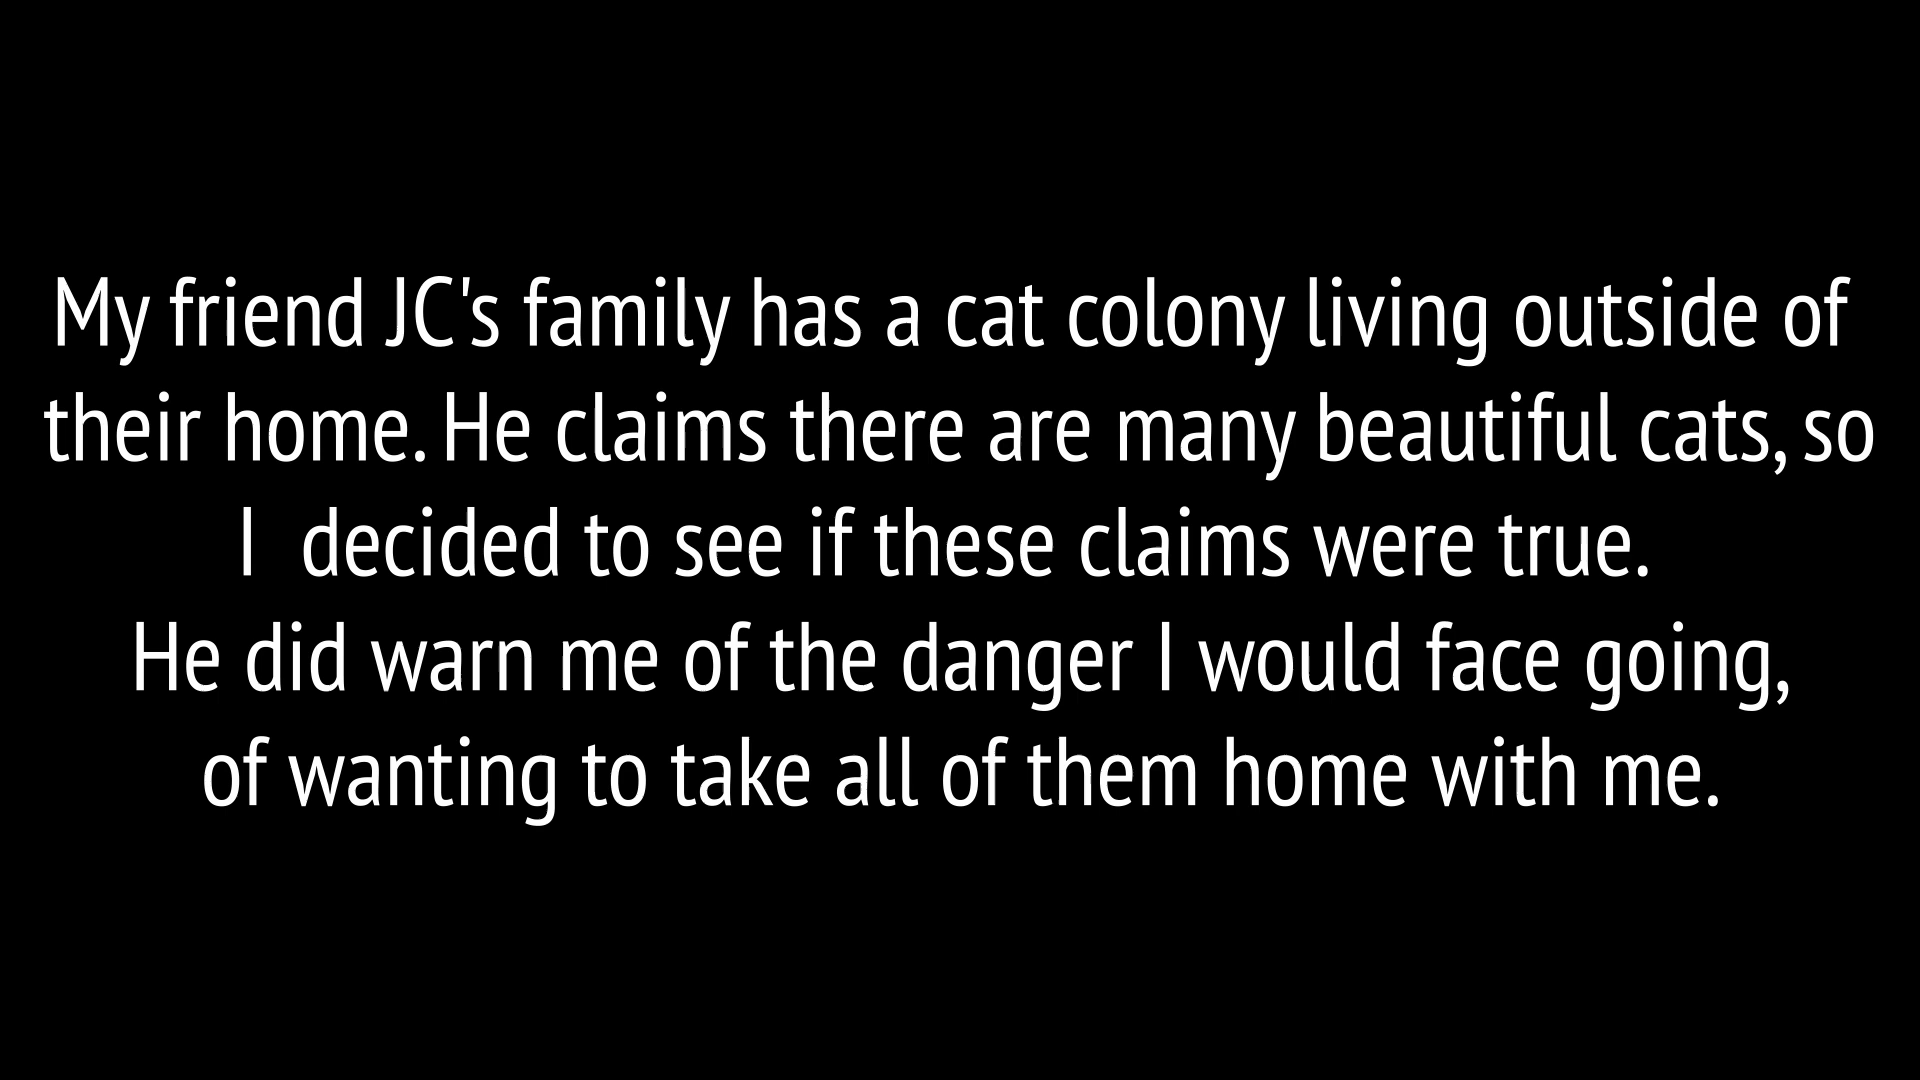 My friend JC's family has a cat colony living outside of
their home. He claims there are many beautiful cats, so
I  decided to see if these claims were true.
He did warn me of the danger I would face going,
of wanting to take all of them home with me.